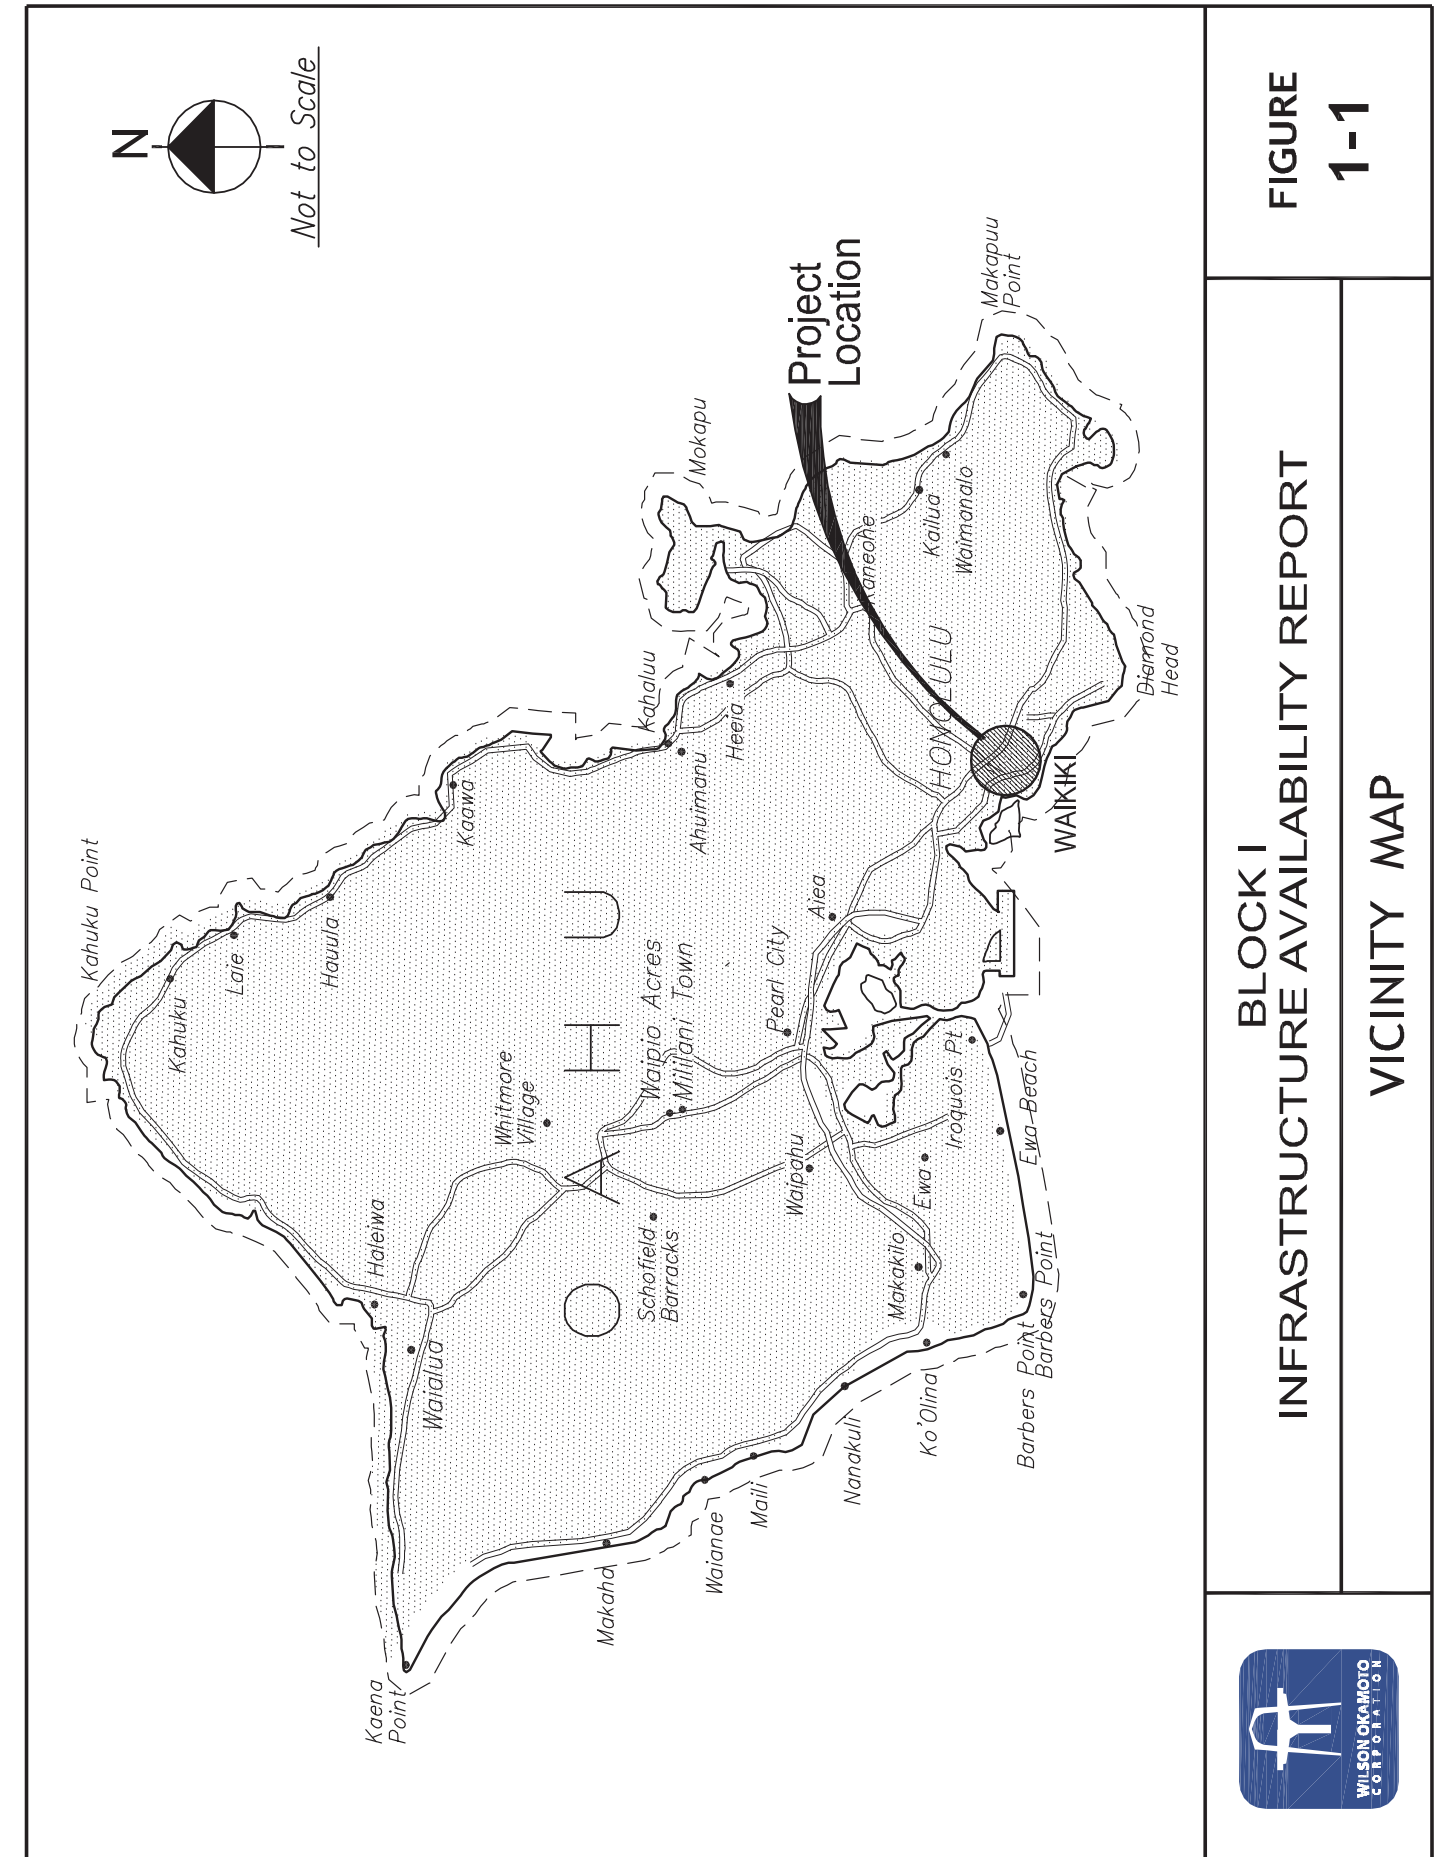 N
Not to Scale
Kahuku Point
Kahuku
Laie
Hauula
Kaawa
Kahaluu
Ahuimanu
Heeia
Mokapu
Project
Location
Kaneohe
Kailua
Waimanalo
Makapuu
Point
HONOLULU
Diamond
Head
WAIKIKI
Aiea
Pearl City
Waipio Acres
Mililani Town
Whitmore
Village
OAHU
Schofield
Barracks
Haleiwa
Waialua
Kaena
Point
Makaha
Waianae
Maili
Nanakuli
Ko'Olina
Makakilo
Waipahu
Ewa
Iroquois Pt
Ewa Beach
Barbers Point
Barbers Point
WILSON OKAMOTO
CORPORATION
BLOCK I
INFRASTRUCTURE AVAILABILITY REPORT
VICINITY MAP
FIGURE
1-1